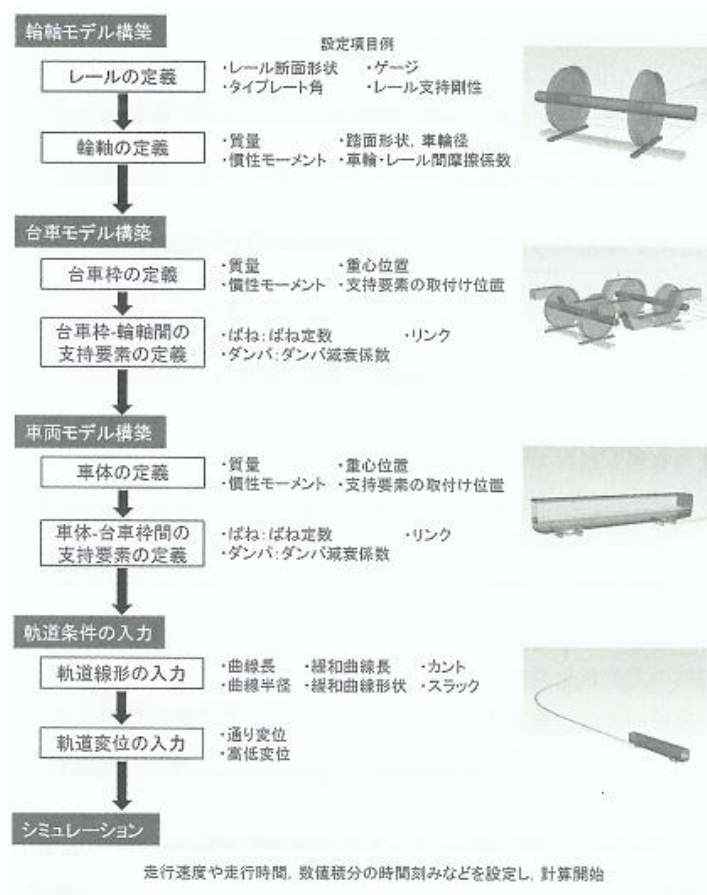 輪軸モデル構築
設定項目例
レールの定義
・レール断面形状 ・ゲージ
・タイプレート角 ・レール支持剛性
輪軸の定義
・質量 ・踏面形状, 車輪径
・慣性モーメント ・車輪・レール間摩擦係数
台車モデル構築
台車枠の定義
・質量 ・重心位置
・慣性モーメント ・支持要素の取付け位置
台車枠-輪軸間の
支持要素の定義
・ばね:ばね定数 ・リンク
・ダンパ:ダンパ減衰係数
車両モデル構築
車体の定義
・質量 ・重心位置
・慣性モーメント ・支持要素の取付け位置
車体-台車枠間の
支持要素の定義
・ばね:ばね定数 ・リンク
・ダンパ:ダンパ減衰係数
軌道条件の入力
軌道線形の入力
・曲線長 ・緩和曲線長 ・カント
・曲線半径 ・緩和曲線形状 ・スラック
軌道変位の入力
・通り変位
・高低変位
シミュレーション
走行速度や走行時間, 数値積分の時間刻みなどを設定し, 計算開始